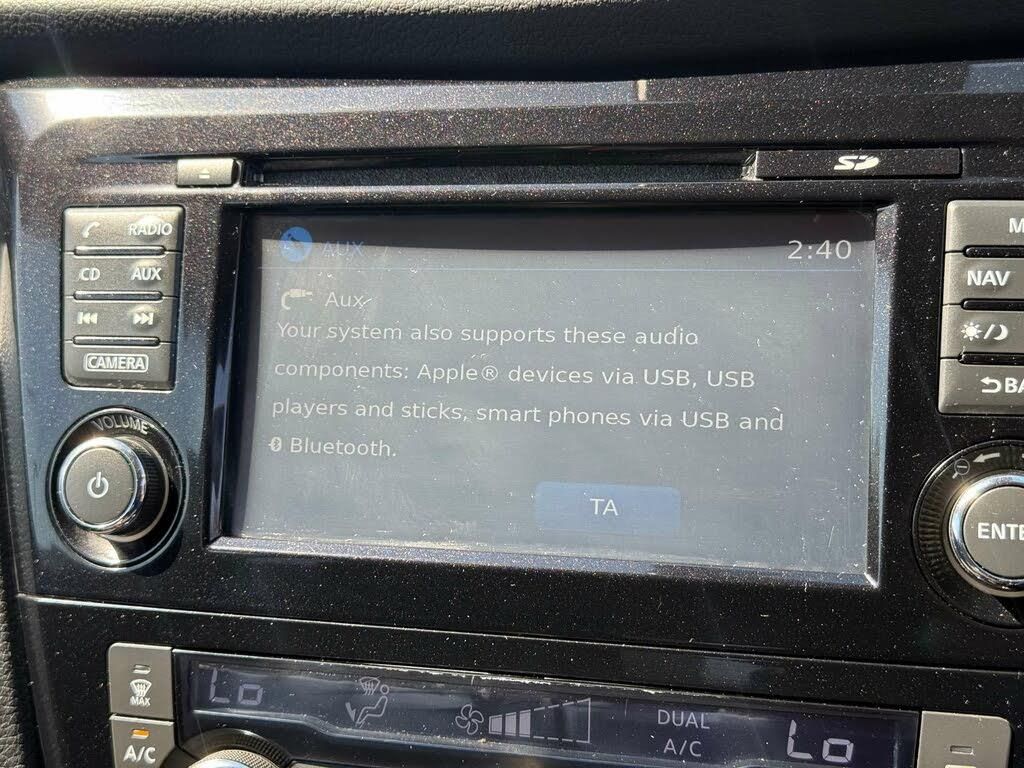 SD
RADIO
CD AUX
CAMERA
VOLUME
AUX 2:40
Aux
Your system also supports these audio
components: Apple® devices via USB, USB
players and sticks, smart phones via USB and
Bluetooth.
TA
NAV
MAX
A/C
Lo
DUAL
A/C
Lo